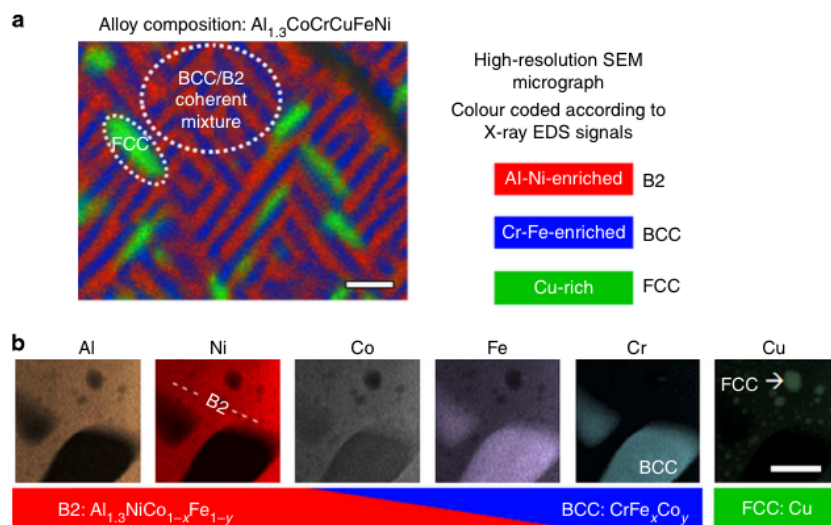 a
Alloy composition: Al1.3CoCrCuFeNi
BCC/B2
coherent
mixture
FCC
High-resolution SEM
micrograph
Colour coded according to
X-ray EDS signals
Al-Ni-enriched B2
Cr-Fe-enriched BCC
Cu-rich FCC
b
Al Ni Co Fe Cr Cu
B2
FCC →
BCC
B2: Al1.3NiCo1–xFe1–y BCC: CrFexCoy FCC: Cu